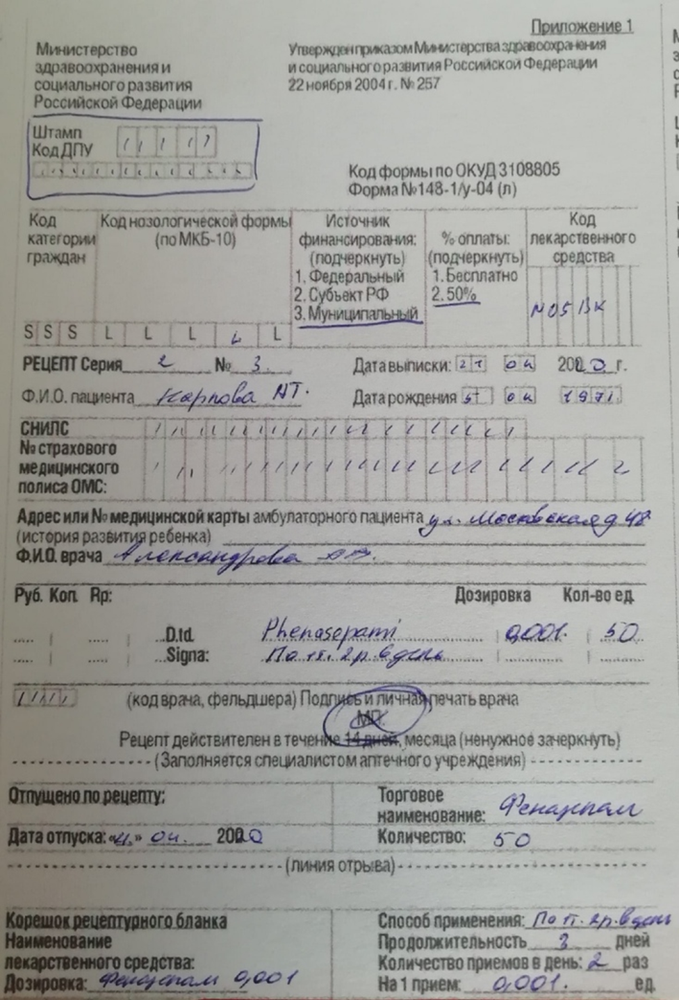 Приложение 1
Министерство
здравоохранения и
социального развития
Российской Федерации
Утвержден приказом Министерства здравоохранения
и социального развития Российской Федерации
22 ноября 2004 г. № 257
Штамп
Код ДПУ
Код формы по ОКУД 3108805
Форма №148-1/у-04 (л)
Код
категории
граждан
Код нозологической формы
(по МКБ-10)
Источник
финансирования:
(подчеркнуть)
1. Федеральный
2. Субъект РФ
3. Муниципальный
% оплаты:
(подчеркнуть)
1. Бесплатно
2. 50%
Код
лекарственного
средства
N05BK
S S S L L L L L
РЕЦЕПТ Серия 2 № 3 Дата выписки: 21 04 2020 г.
Ф.И.О. пациента Карпова Дата рождения 04 1971
СНИЛС
№ страхового
медицинского
полиса ОМС:
Адрес или № медицинской карты амбулаторного пациента ул. Московская д 48
(история развития ребенка)
Ф.И.О. врача Александрова
Руб. Коп. Rp: Дозировка Кол-во ед.
D.t.d. Phenasepami 0,001. 50
Signa: По 1т. 2р. в день
(код врача, фельдшера) Подпись и личная печать врача
МП.
Рецепт действителен в течение 14 дней, месяца (ненужное зачеркнуть)
(Заполняется специалистом аптечного учреждения)
Отпущено по рецепту:
Дата отпуска: « » 04. 2020
Торговое
наименование: Феназепам
Количество: 50
(линия отрыва)
Корешок рецептурного бланка
Наименование
лекарственного средства:
Дозировка: Феназепам 0,001
Способ применения: По 1т. 2р. в день
Продолжительность 3 дней
Количество приемов в день: 2 раз
На 1 прием: 0,001. ед.